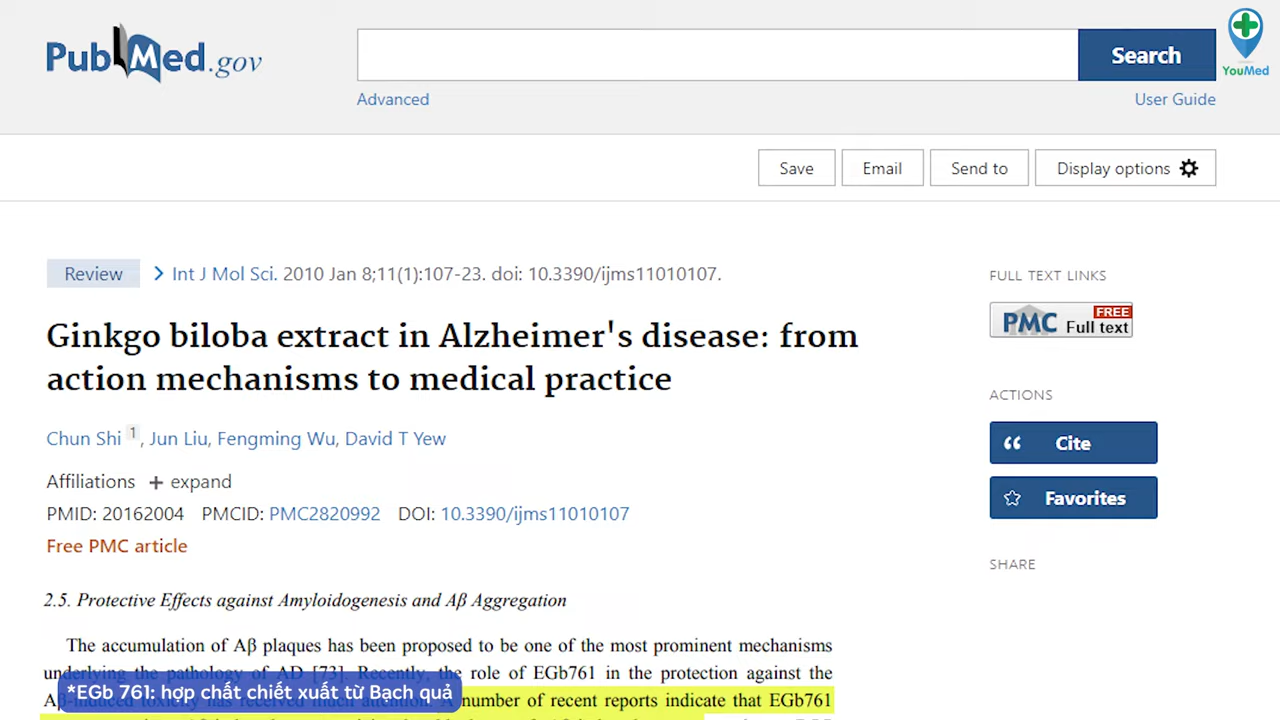 PubMed.gov
Search
YouMed
Advanced
User Guide
Save
Email
Send to
Display options
Review
Int J Mol Sci. 2010 Jan 8;11(1):107-23. doi: 10.3390/ijms11010107.
FULL TEXT LINKS
PMC FREE Full text
Ginkgo biloba extract in Alzheimer's disease: from
action mechanisms to medical practice
ACTIONS
Cite
Chun Shi 1, Jun Liu, Fengming Wu, David T Yew
Affiliations + expand
Favorites
PMID: 20162004 PMCID: PMC2820992 DOI: 10.3390/ijms11010107
Free PMC article
SHARE
2.5. Protective Effects against Amyloidogenesis and Aβ Aggregation
The accumulation of Aβ plaques has been proposed to be one of the most prominent mechanisms
underlying the pathology of AD [73]. Recently, the role of EGb761 in the protection against the
number of recent reports indicate that EGb761
*EGb 761: hợp chất chiết xuất từ Bạch quả